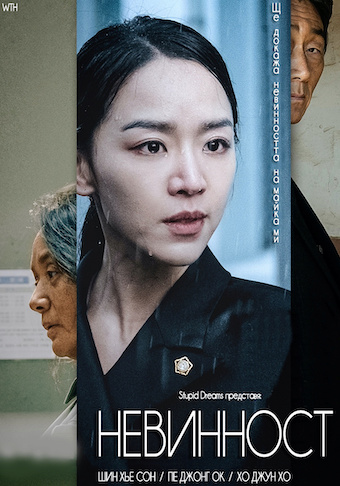 WTH
Ще докажа невинността на майка ми
Stupid Dreams представя:
НЕВИННОСТ
ШИН ХЬЕ СОН / ПЕ ДЖОНГ ОК / ХО ДЖУН ХО